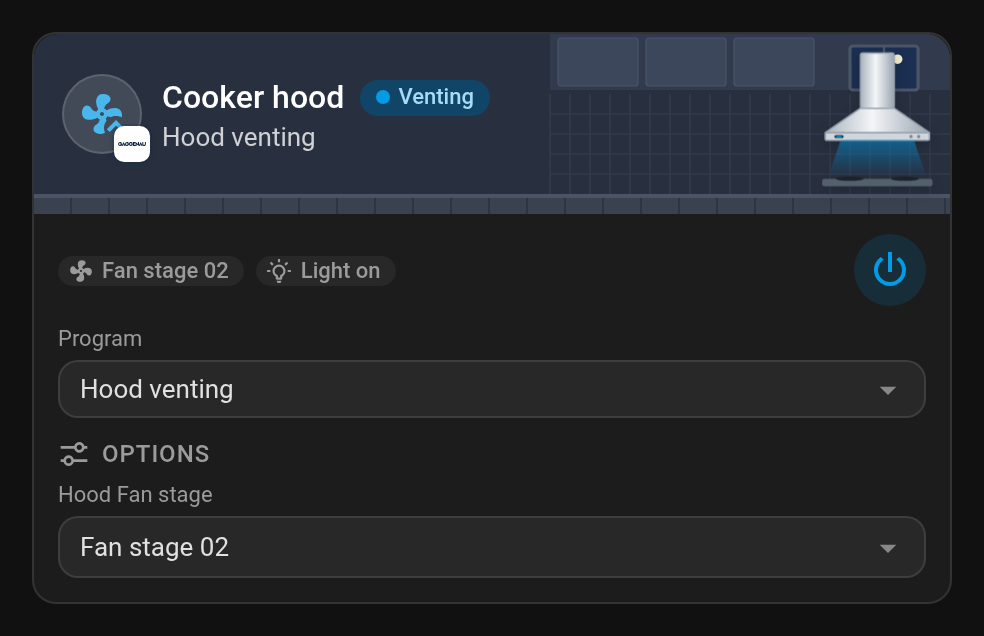 Cooker hood
Venting
Hood venting
GAGGENAU
Fan stage 02
Light on
Program
Hood venting
OPTIONS
Hood Fan stage
Fan stage 02